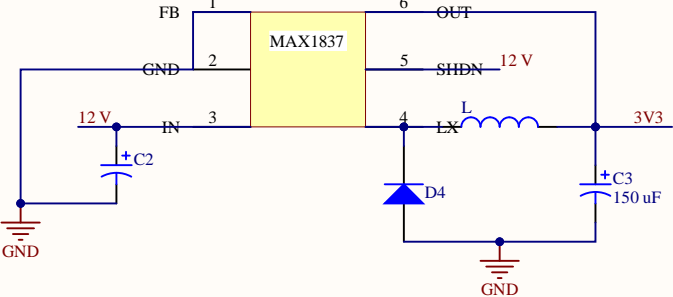 FB 1 6 OUT
MAX1837
GND 2 5 SHDN 12 V
12 V IN 3 4 LX L 3V3
C2
D4
C3
150 uF
GND
GND